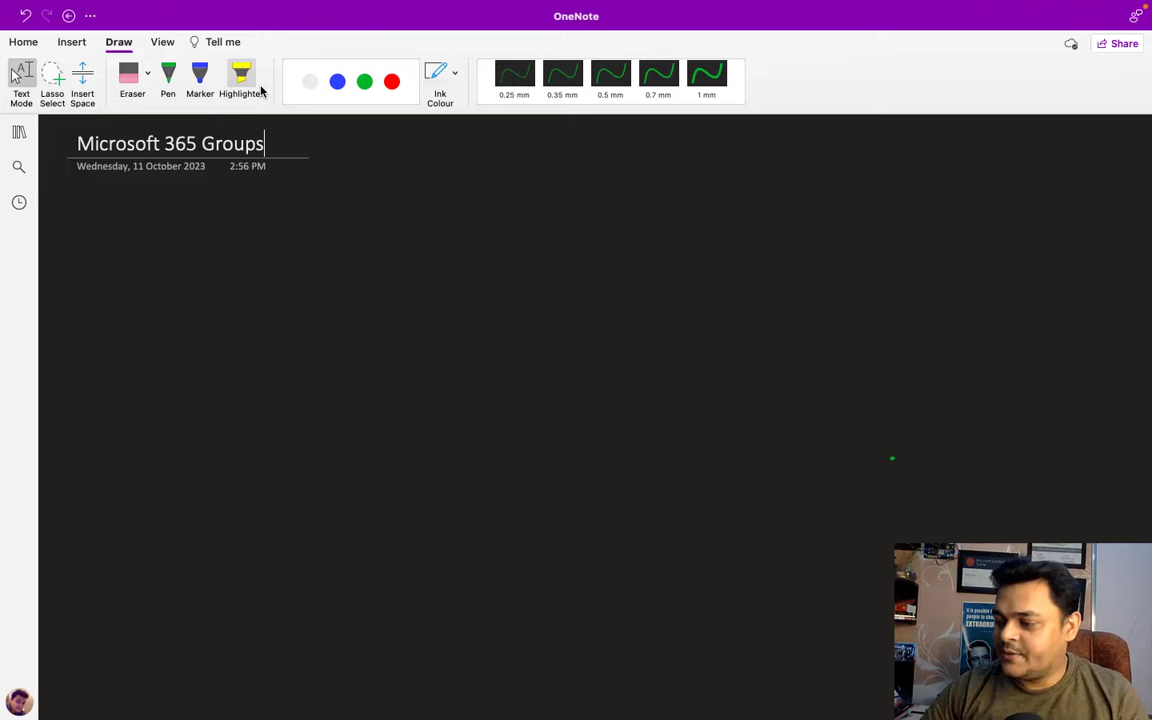 OneNote
Home Insert Draw View Tell me
Share
Text Mode
Lasso Select
Insert Space
Eraser
Pen
Marker
Highlighter
Ink Colour
0.25 mm
0.35 mm
0.5 mm
0.7 mm
1 mm
Microsoft 365 Groups
Wednesday, 11 October 2023 2:56 PM